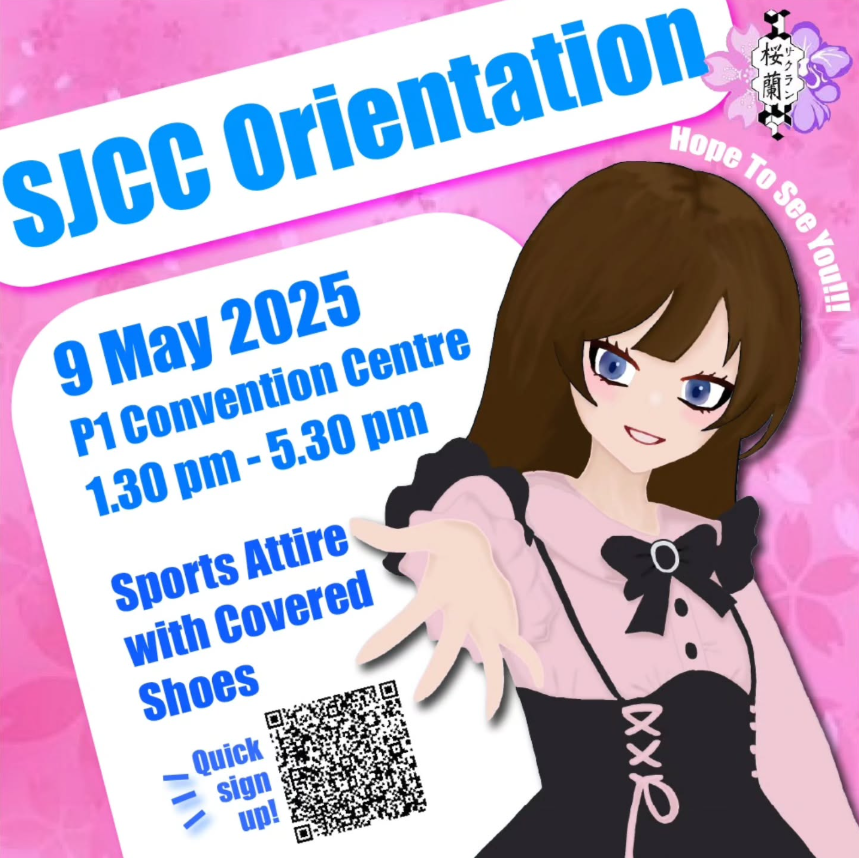 SJCC Orientation
桜蘭
サクラン
Hope To See You!!!
9 May 2025
P1 Convention Centre
1.30 pm - 5.30 pm
Sports Attire
with Covered
Shoes
Quick
sign
up!